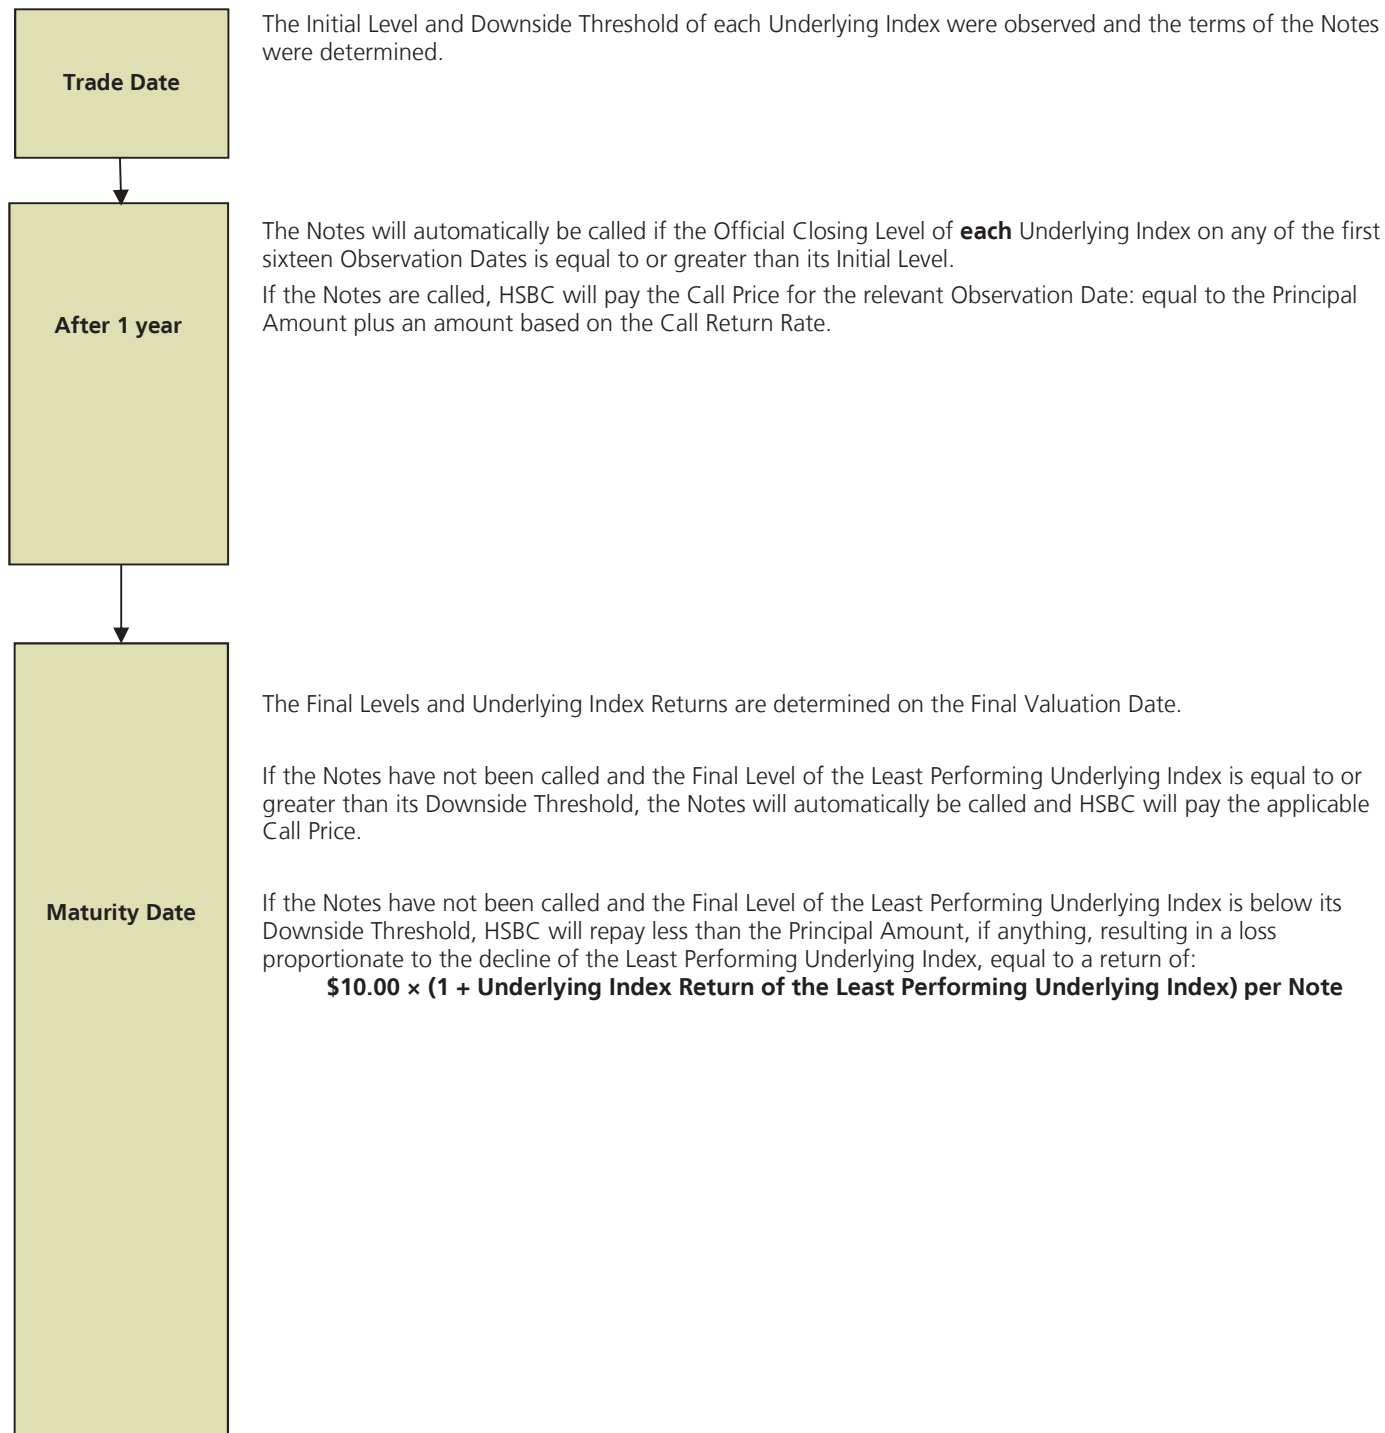 Trade Date
The Initial Level and Downside Threshold of each Underlying Index were observed and the terms of the Notes
were determined.
After 1 year
The Notes will automatically be called if the Official Closing Level of each Underlying Index on any of the first
sixteen Observation Dates is equal to or greater than its Initial Level.
If the Notes are called, HSBC will pay the Call Price for the relevant Observation Date: equal to the Principal
Amount plus an amount based on the Call Return Rate.
Maturity Date
The Final Levels and Underlying Index Returns are determined on the Final Valuation Date.
If the Notes have not been called and the Final Level of the Least Performing Underlying Index is equal to or
greater than its Downside Threshold, the Notes will automatically be called and HSBC will pay the applicable
Call Price.
If the Notes have not been called and the Final Level of the Least Performing Underlying Index is below its
Downside Threshold, HSBC will repay less than the Principal Amount, if anything, resulting in a loss
proportionate to the decline of the Least Performing Underlying Index, equal to a return of:
$10.00 × (1 + Underlying Index Return of the Least Performing Underlying Index) per Note